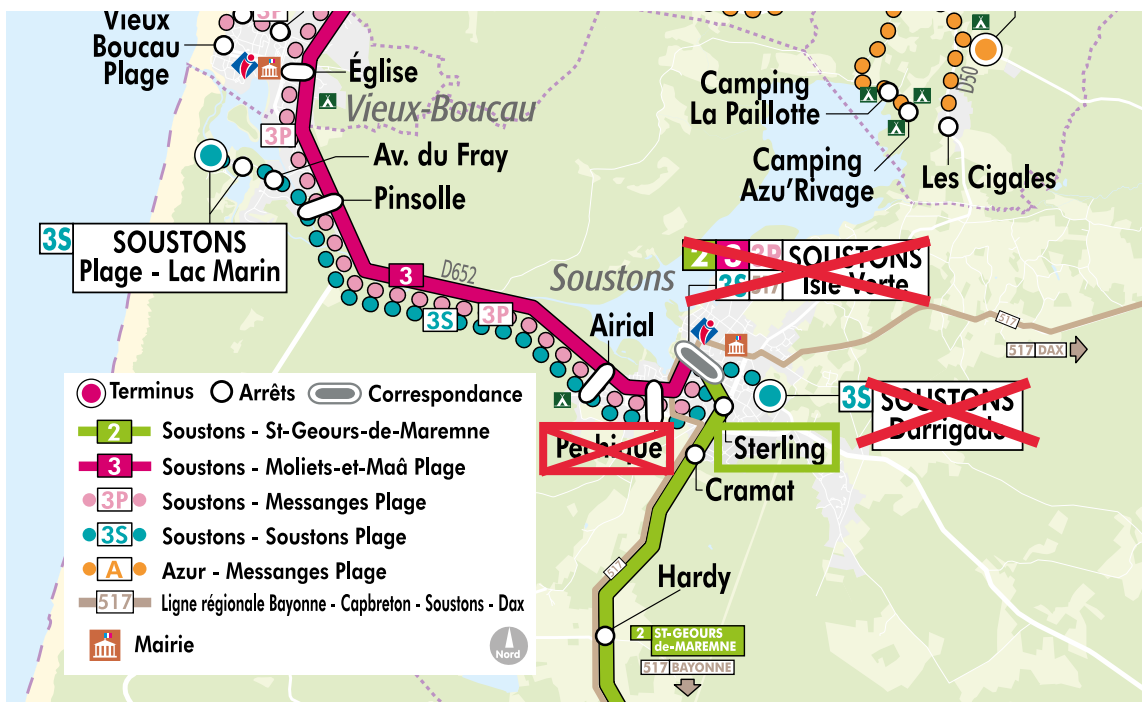 3P
Vieux
Boucau
Plage
Église
Vieux-Boucau
3P
Av. du Fray
Pinsolle
3S
SOUSTONS
Plage - Lac Marin
3
D652
3S
3P
Camping
La Paillotte
D50
Camping
Azu'Rivage
Les Cigales
Soustons
2 3 3P SOUSTONS
3S 517 Isle Verte
Airial
517
517 DAX
3S
SOUSTONS
Darrigade
Péchique
Sterling
Cramat
517
Hardy
2 ST-GEOURS
de-MAREMNE
517 BAYONNE
Terminus
Arrêts
Correspondance
2 Soustons - St-Geours-de-Maremne
3 Soustons - Moliets-et-Maâ Plage
3P Soustons - Messanges Plage
3S Soustons - Soustons Plage
A Azur - Messanges Plage
517 Ligne régionale Bayonne - Capbreton - Soustons - Dax
Mairie
Nord